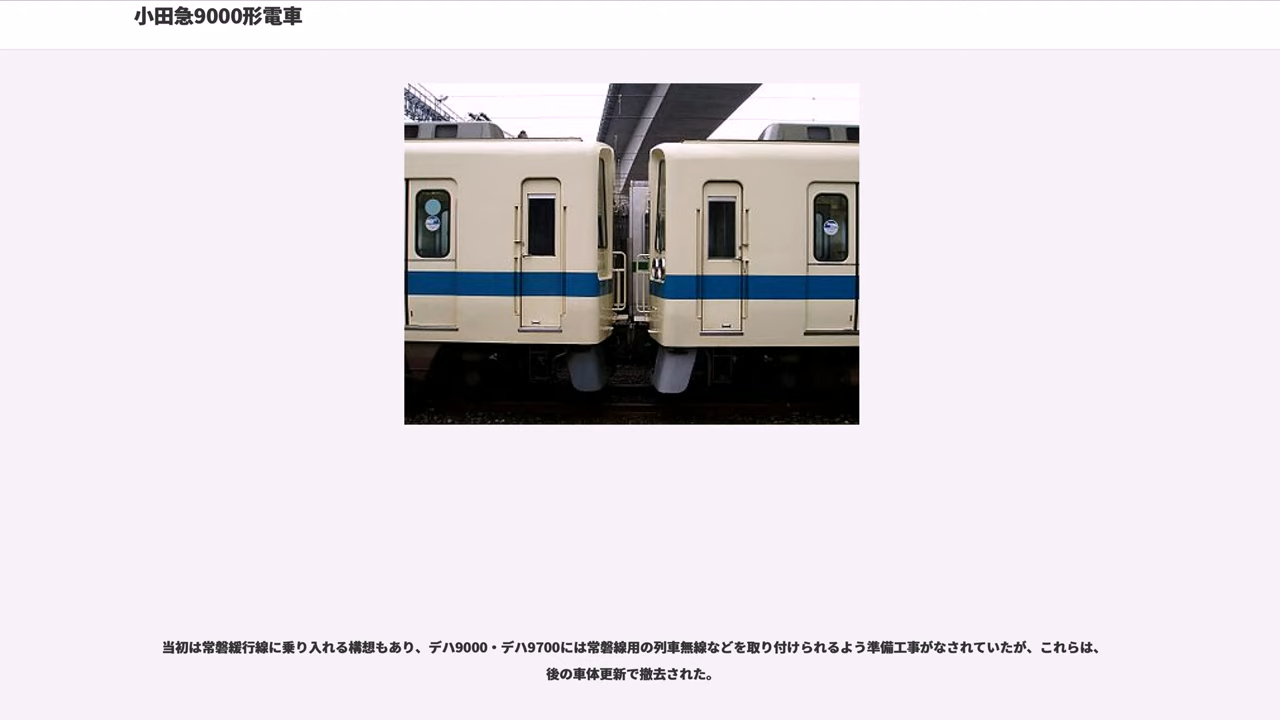 小田急9000形電車
当初は常磐緩行線に乗り入れる構想もあり、デハ9000・デハ9700には常磐線用の列車無線などを取り付けられるよう準備工事がなされていたが、これらは、
後の車体更新で撤去された。